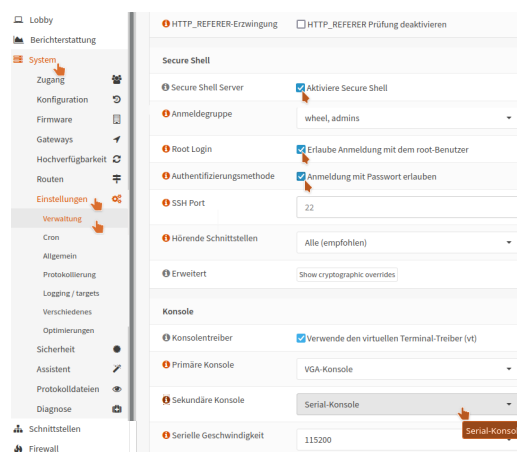 Lobby
Berichterstattung
System
Zugang
Konfiguration
Firmware
Gateways
Hochverfügbarkeit
Routen
Einstellungen
Verwaltung
Cron
Allgemein
Protokollierung
Logging / targets
Verschiedenes
Optimierungen
Sicherheit
Assistent
Protokolldateien
Diagnose
Schnittstellen
Firewall
HTTP_REFERER-Erzwingung HTTP_REFERER Prüfung deaktivieren
Secure Shell
Secure Shell Server Aktiviere Secure Shell
Anmeldegruppe wheel, admins
Root Login Erlaube Anmeldung mit dem root-Benutzer
Authentifizierungsmethode Anmeldung mit Passwort erlauben
SSH Port 22
Hörende Schnittstellen Alle (empfohlen)
Erweitert Show cryptographic overrides
Konsole
Konsolentreiber Verwende den virtuellen Terminal-Treiber (vt)
Primäre Konsole VGA-Konsole
Sekundäre Konsole Serial-Konsole
Serial-Konso
Serielle Geschwindigkeit 115200